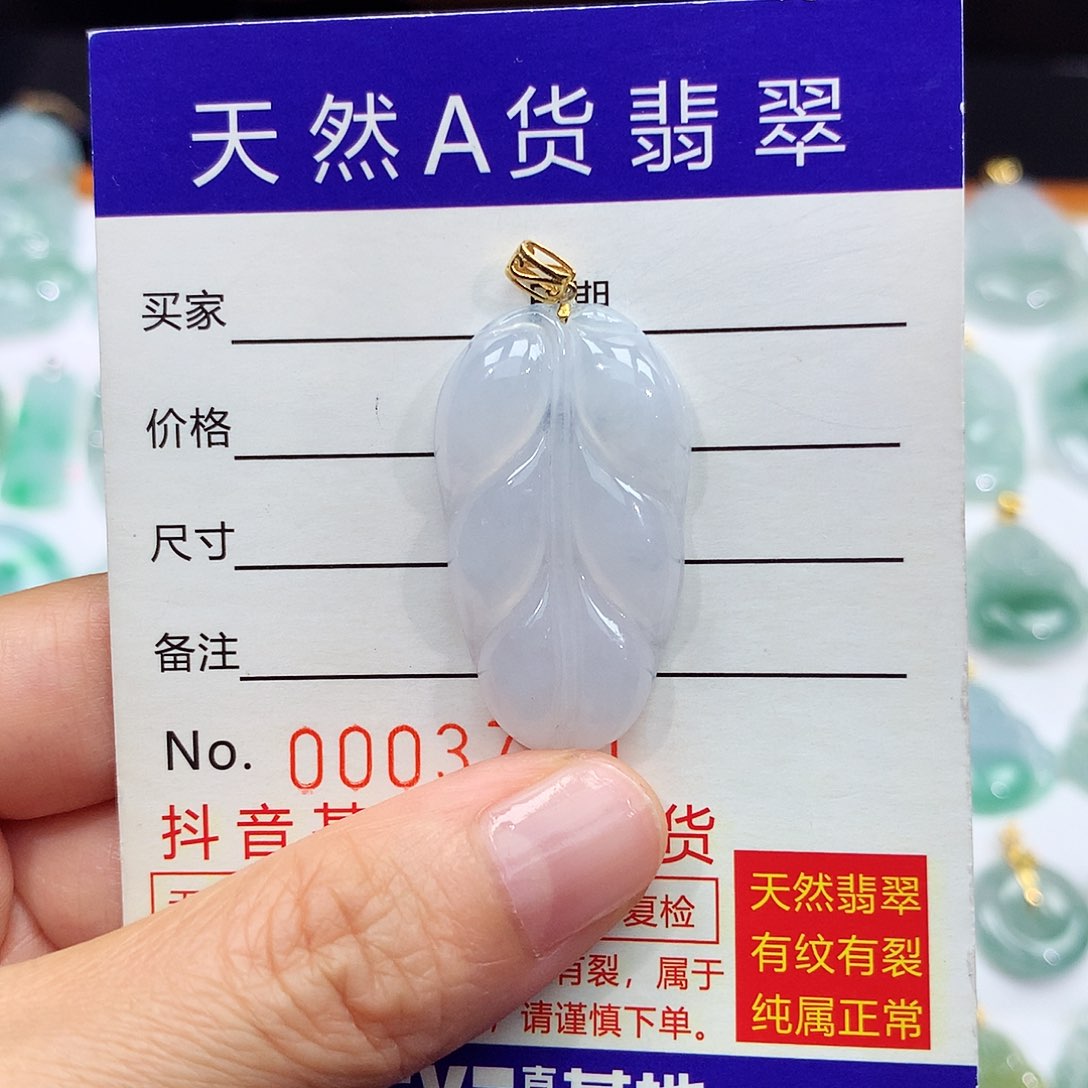 天然A货翡翠
买家
期
价格
尺寸
备注
No. 0003
抖音 货
复检
有裂，属于
，请谨慎下单。
天然翡翠
有纹有裂
纯属正常